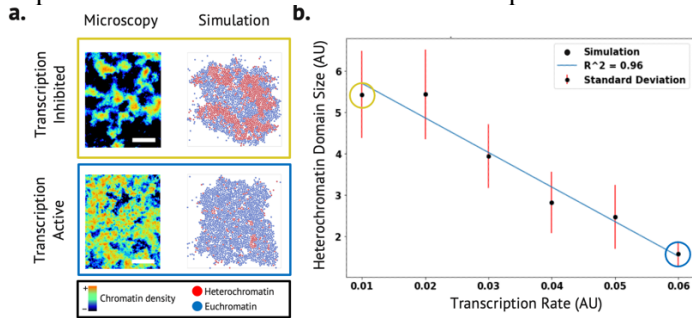 a.
Microscopy Simulation
Transcription
Inhibited
Transcription
Active
+
−
Chromatin density
Heterochromatin
Euchromatin
b.
Heterochromatin Domain Size (AU)
6
5
4
3
2
Simulation
R^2 = 0.96
Standard Deviation
0.01 0.02 0.03 0.04 0.05 0.06
Transcription Rate (AU)